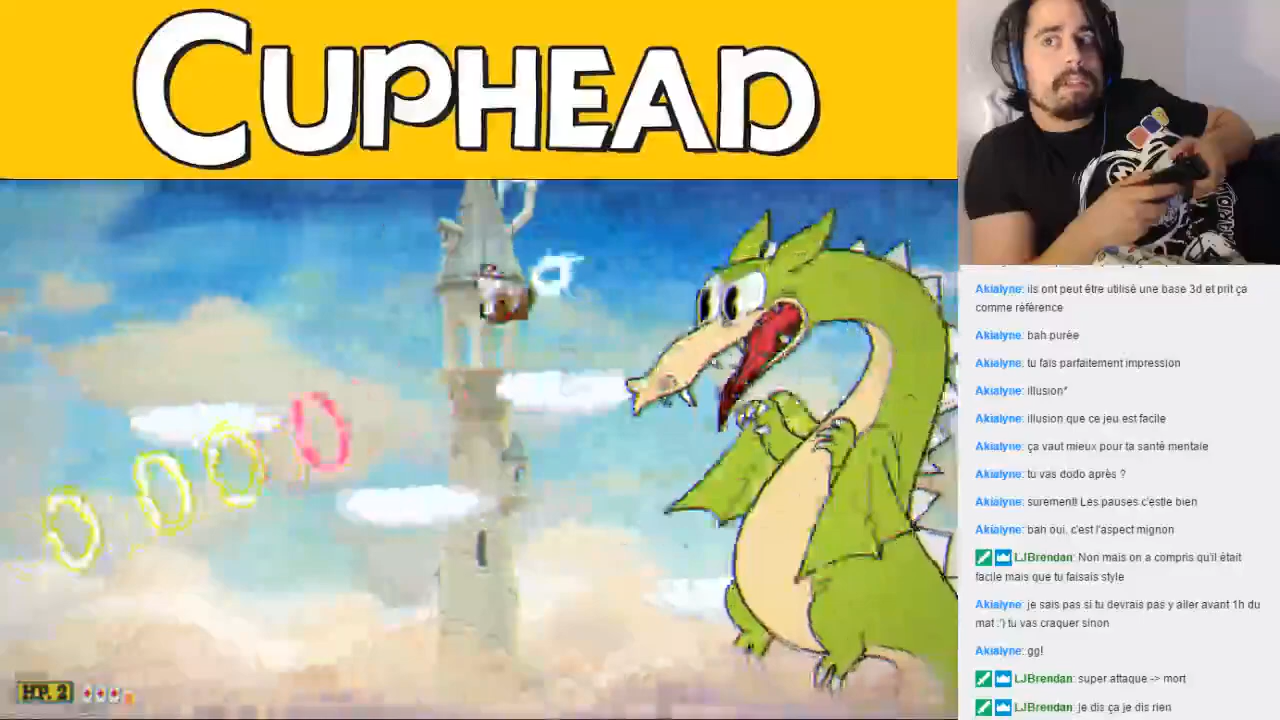 CUPHEAD
Akialyne: ils ont peut être utilisé une base 3d et prit ça
comme référence
Akialyne: bah purée
Akialyne: tu fais parfaitement impression
Akialyne: illusion*
Akialyne: illusion que ce jeu est facile
Akialyne: ça vaut mieux pour ta santé mentale
Akialyne: tu vas dodo après ?
Akialyne: surement! Les pauses c'estle bien
Akialyne: bah oui, c'est l'aspect mignon
LJBrendan: Non mais on a compris qu'il était
facile mais que tu faisais style
Akialyne: je sais pas si tu devrais pas y aller avant 1h du
mat :') tu vas craquer sinon
Akialyne: gg!
LJBrendan: super attaque -> mort
LJBrendan: je dis ça je dis rien
HP. 2